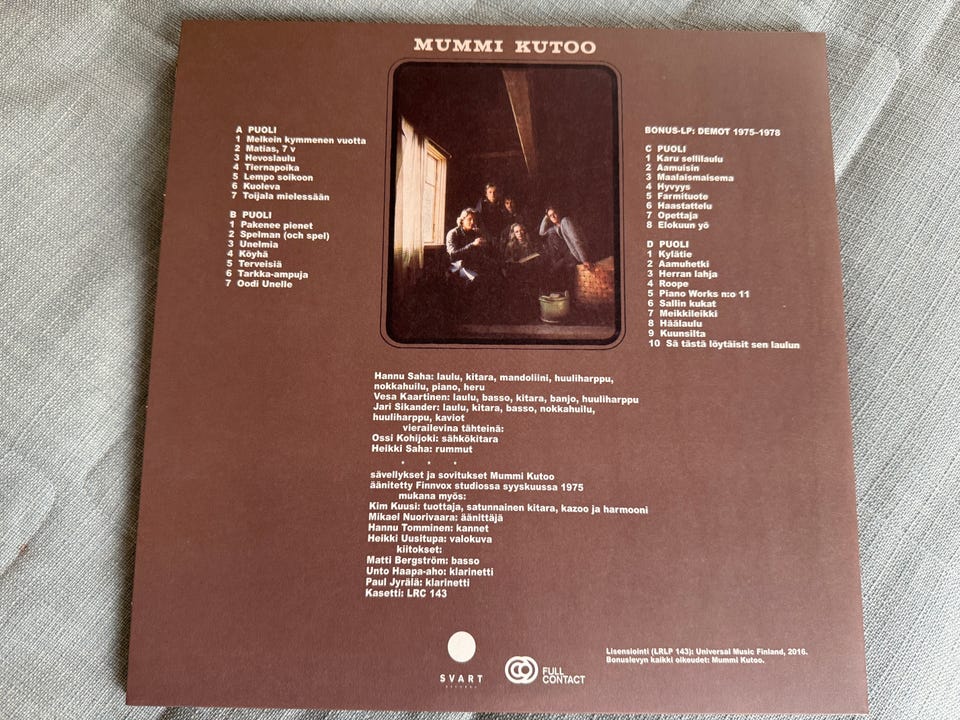 MUMMI KUTOO
A PUOLI
1 Melkein kymmenen vuotta
2 Matias, 7 v
3 Hevoslaulu
4 Tiernapoika
5 Lempo soikoon
6 Kuoleva
7 Toijala mielessään
B PUOLI
1 Pakenee pienet
2 Spelman (och spel)
3 Unelmia
4 Köyhä
5 Terveisiä
6 Tarkka-ampuja
7 Oodi Unelle
BONUS-LP: DEMOT 1975–1978
C PUOLI
1 Karu sellilaulu
2 Aamuisin
3 Maalaismaisema
4 Hyvyys
5 Farmituote
6 Haastattelu
7 Opettaja
8 Elokuun yö
D PUOLI
1 Kylätie
2 Aamuhetki
3 Herran lahja
4 Roope
5 Piano Works n:o 11
6 Sallin kukat
7 Meikkileikki
8 Häälaulu
9 Kuunsilta
10 Sä tästä löytäisit sen laulun
Hannu Saha: laulu, kitara, mandoliini, huuliharppu,
nokkahuilu, piano, heru
Vesa Kaartinen: laulu, basso, kitara, banjo, huuliharppu
Jari Sikander: laulu, kitara, basso, nokkahuilu,
huuliharppu, kaviot
vierailevina tähteinä:
Ossi Kohijoki: sähkökitara
Heikki Saha: rummut
* * *
sävellykset ja sovitukset Mummi Kutoo
äänitetty Finnvox studiossa syyskuussa 1975
mukana myös:
Kim Kuusi: tuottaja, satunnainen kitara, kazoo ja harmooni
Mikael Nuorivaara: äänittäjä
Hannu Tomminen: kannet
Heikki Uusitupa: valokuva
kiitokset:
Matti Bergström: basso
Unto Haapa-aho: klarinetti
Paul Jyrälä: klarinetti
Kasetti: LRC 143
SVART
RECORDS
FULL
CONTACT
Lisensiointi (LRLP 143): Universal Music Finland, 2016.
Bonuslevyn kaikki oikeudet: Mummi Kutoo.